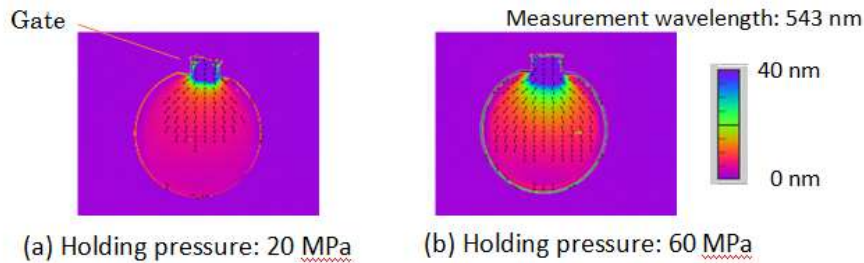 Gate
Measurement wavelength: 543 nm
40 nm
0 nm
(a) Holding pressure: 20 MPa
(b) Holding pressure: 60 MPa